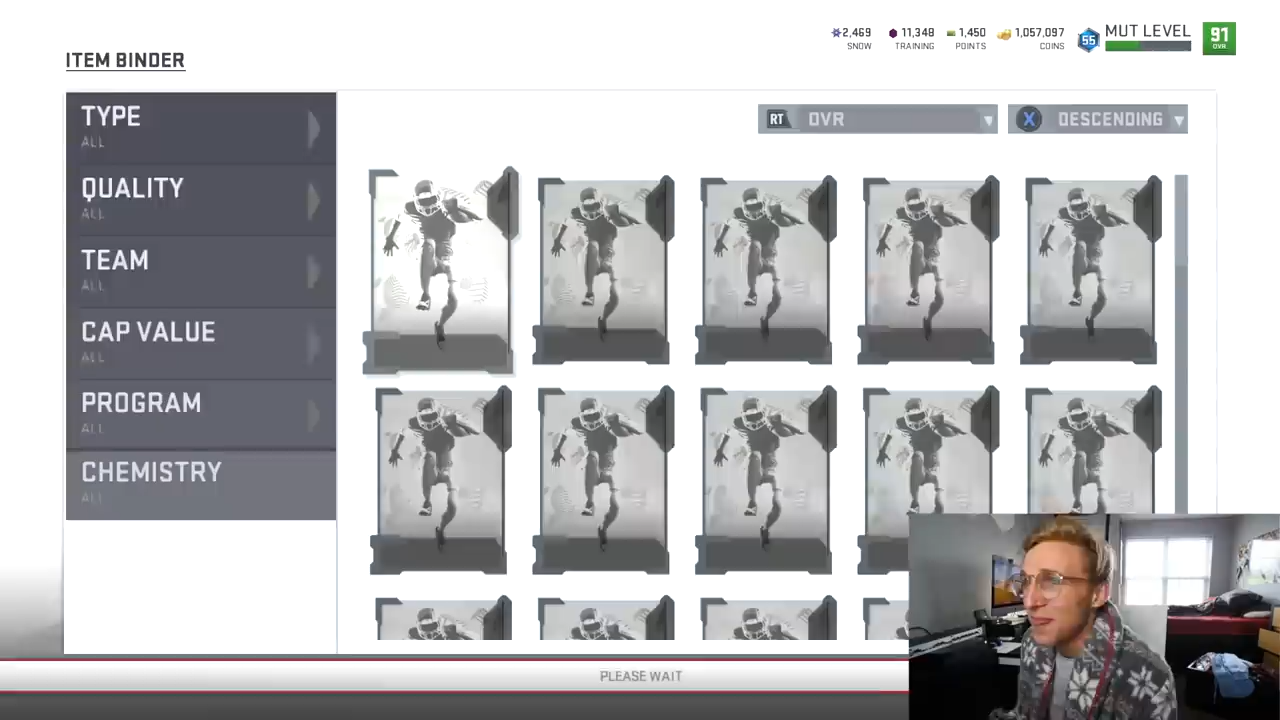 2,469
SNOW
11,348
TRAINING
1,450
POINTS
1,057,097
COINS
55
MUT LEVEL
91
OVR
ITEM BINDER
TYPE
ALL
QUALITY
ALL
TEAM
ALL
CAP VALUE
ALL
PROGRAM
ALL
CHEMISTRY
ALL
RT OVR
X DESCENDING
PLEASE WAIT